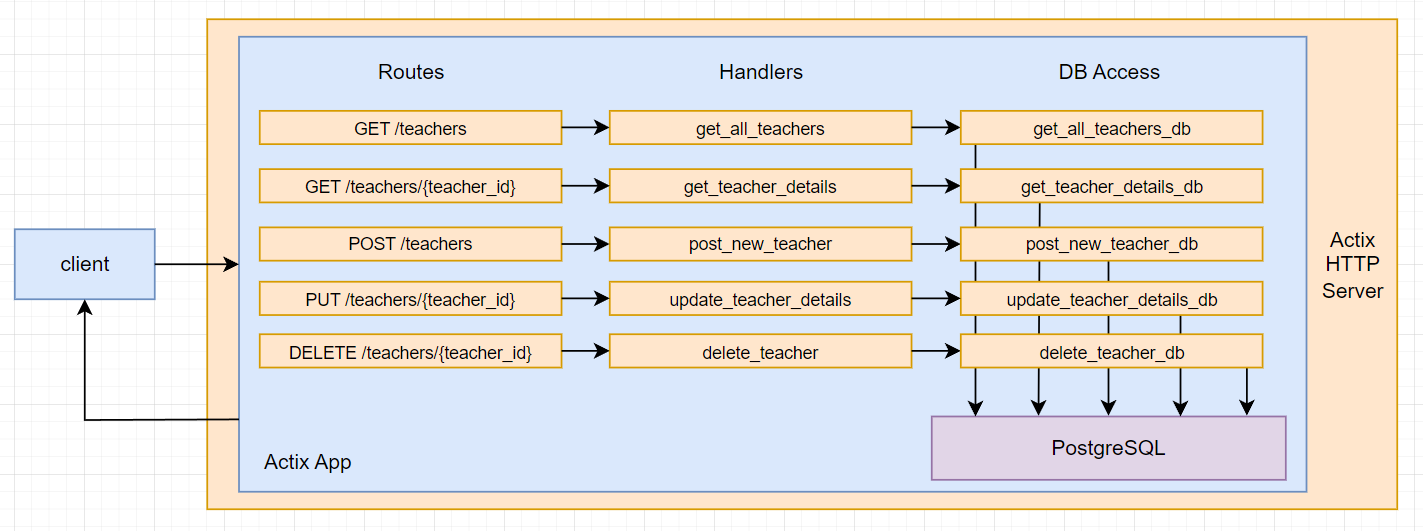 Routes
Handlers
DB Access
GET /teachers
get_all_teachers
get_all_teachers_db
GET /teachers/{teacher_id}
get_teacher_details
get_teacher_details_db
POST /teachers
post_new_teacher
post_new_teacher_db
client
Actix
HTTP
Server
PUT /teachers/{teacher_id}
update_teacher_details
update_teacher_details_db
DELETE /teachers/{teacher_id}
delete_teacher
delete_teacher_db
PostgreSQL
Actix App